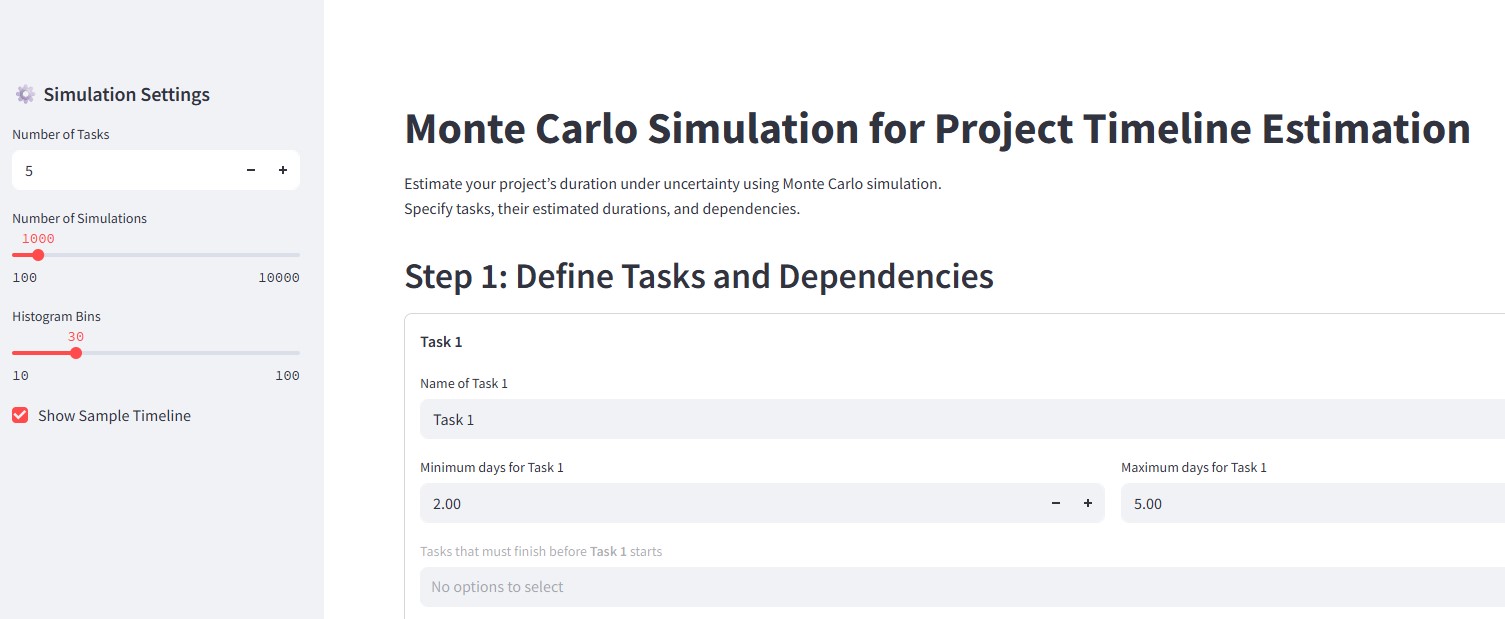 Simulation Settings
Number of Tasks
5
Number of Simulations
1000
100 10000
Histogram Bins
30
10 100
Show Sample Timeline
Monte Carlo Simulation for Project Timeline Estimation
Estimate your project’s duration under uncertainty using Monte Carlo simulation.
Specify tasks, their estimated durations, and dependencies.
Step 1: Define Tasks and Dependencies
Task 1
Name of Task 1
Task 1
Minimum days for Task 1 Maximum days for Task 1
2.00 − + 5.00
Tasks that must finish before Task 1 starts
No options to select